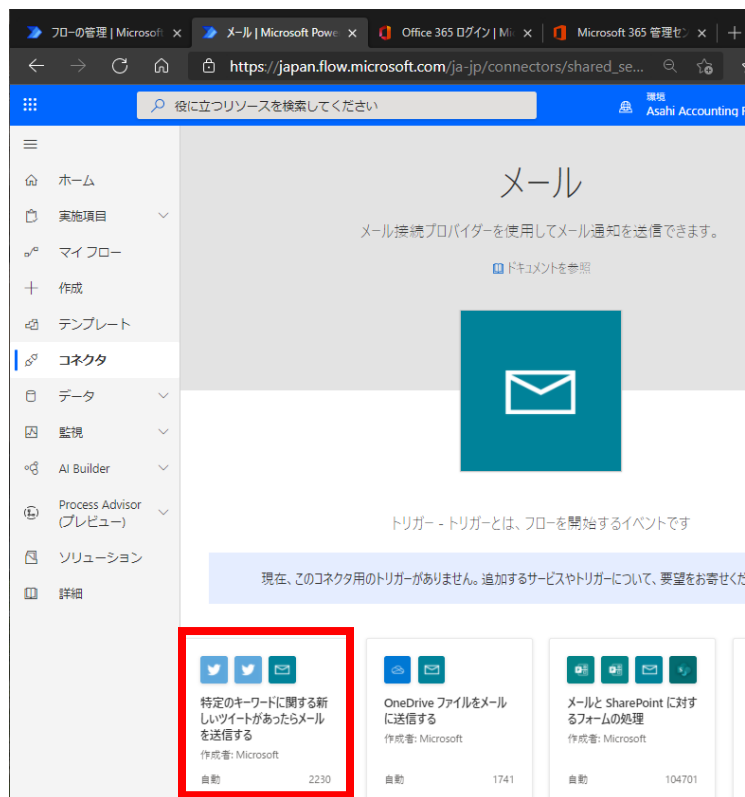 フローの管理 | Microsoft
メール | Microsoft Powe
Office 365 ログイン | Mi
Microsoft 365 管理セン
https://japan.flow.microsoft.com/ja-jp/connectors/shared_se...
役に立つリソースを検索してください
環境
Asahi Accounting
ホーム
実施項目
マイ フロー
作成
テンプレート
コネクタ
データ
監視
AI Builder
Process Advisor
(プレビュー)
ソリューション
詳細
メール
メール接続プロバイダーを使用してメール通知を送信できます。
ドキュメントを参照
トリガー - トリガーとは、フローを開始するイベントです
現在、このコネクタ用のトリガーがありません。追加するサービスやトリガーについて、要望をお寄せくだ
特定のキーワードに関する新
しいツイートがあったらメール
を送信する
作成者: Microsoft
自動 2230
OneDrive ファイルをメール
に送信する
作成者: Microsoft
自動 1741
メールと SharePoint に対す
るフォームの処理
作成者: Microsoft
自動 104701